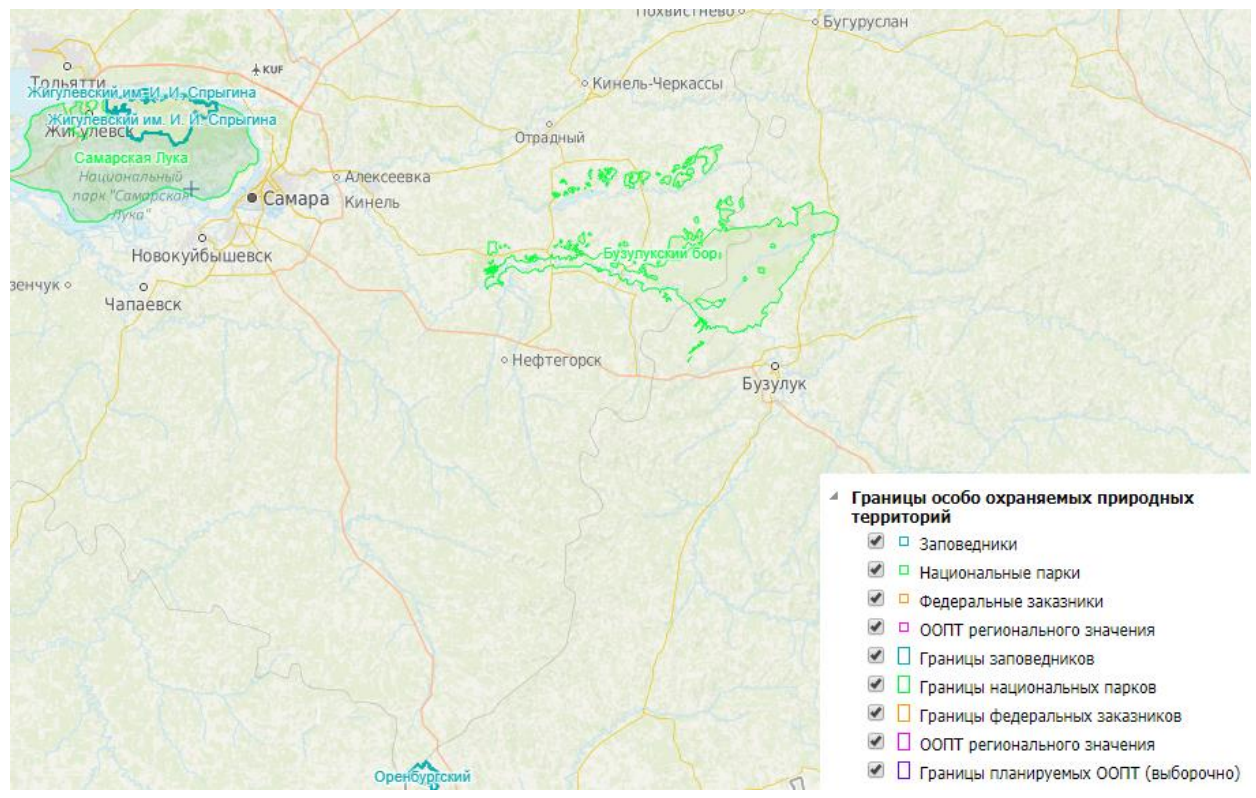 Похвистнево
Бугуруслан
KUF
Тольятти
Кинель-Черкассы
Жигулевский им. И. И. Спрыгина
Жигулевский им. И. И. Спрыгина
Жигулевск
Отрадный
Самарская Лука
Национальный
парк "Самарская
Лука"
Алексеевка
Самара
Кинель
Новокуйбышевск
Бузулукский бор
зенчук
Чапаевск
Нефтегорск
Бузулук
Оренбургский
Границы особо охраняемых природных
территорий
Заповедники
Национальные парки
Федеральные заказники
ООПТ регионального значения
Границы заповедников
Границы национальных парков
Границы федеральных заказников
ООПТ регионального значения
Границы планируемых ООПТ (выборочно)